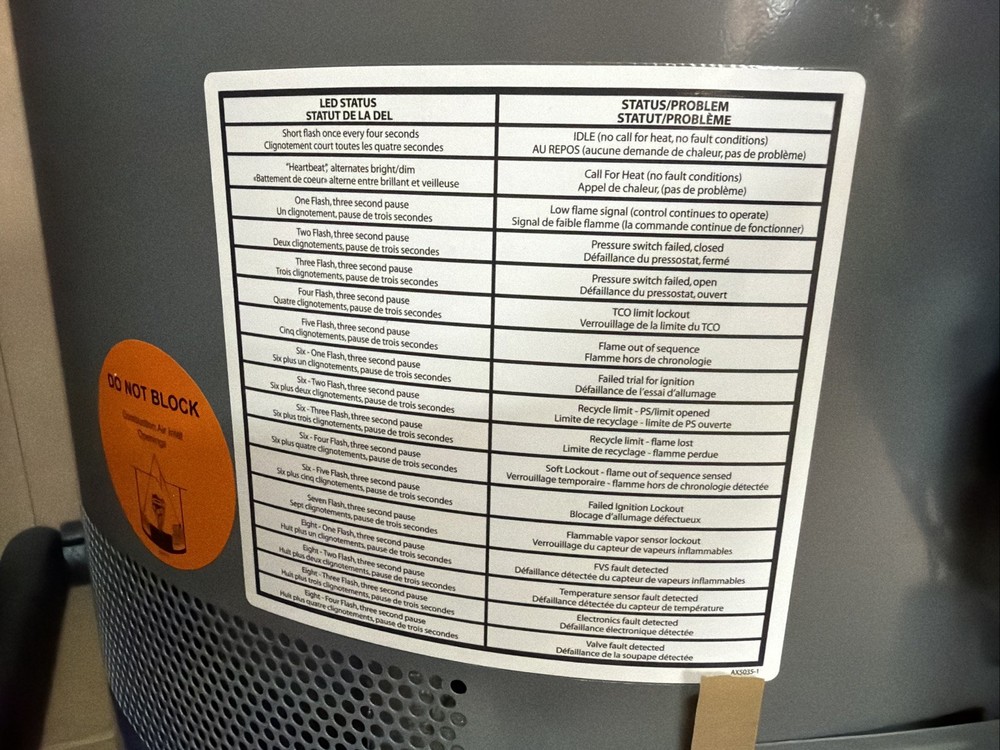 LED STATUS
STATUT DE LA DEL
STATUS/PROBLEM
STATUT/PROBLÈME
Short flash once every four seconds
Clignotement court toutes les quatre secondes
IDLE (no call for heat, no fault conditions)
AU REPOS (aucune demande de chaleur, pas de problème)
"Heartbeat", alternates bright/dim
«Battement de coeur» alterne entre brillant et veilleuse
Call For Heat (no fault conditions)
Appel de chaleur, (pas de problème)
One Flash, three second pause
Un clignotement, pause de trois secondes
Low flame signal (control continues to operate)
Signal de faible flamme (la commande continue de fonctionner)
Two Flash, three second pause
Deux clignotements, pause de trois secondes
Pressure switch failed, closed
Défaillance du pressostat, fermé
Three Flash, three second pause
Trois clignotements, pause de trois secondes
Pressure switch failed, open
Défaillance du pressostat, ouvert
Four Flash, three second pause
Quatre clignotements, pause de trois secondes
TCO limit lockout
Verrouillage de la limite du TCO
Five Flash, three second pause
Cinq clignotements, pause de trois secondes
Flame out of sequence
Flamme hors de chronologie
Six - One Flash, three second pause
Six plus un clignotements, pause de trois secondes
Failed trial for ignition
Défaillance de l'essai d'allumage
Six - Two Flash, three second pause
Six plus deux clignotements, pause de trois secondes
Recycle limit - PS/limit opened
Limite de recyclage - limite de PS ouverte
Six - Three Flash, three second pause
Six plus trois clignotements, pause de trois secondes
Recycle limit - flame lost
Limite de recyclage - flamme perdue
Six - Four Flash, three second pause
Six plus quatre clignotements, pause de trois secondes
Soft Lockout - flame out of sequence sensed
Verrouillage temporaire - flamme hors de chronologie détectée
Six - Five Flash, three second pause
Six plus cinq clignotements, pause de trois secondes
Failed Ignition Lockout
Blocage d'allumage défectueux
Seven Flash, three second pause
Sept clignotements, pause de trois secondes
Flammable vapor sensor lockout
Verrouillage du capteur de vapeurs inflammables
Eight - One Flash, three second pause
Huit plus un clignotements, pause de trois secondes
FVS fault detected
Défaillance détectée du capteur de vapeurs inflammables
Eight - Two Flash, three second pause
Huit plus deux clignotements, pause de trois secondes
Temperature sensor fault detected
Défaillance détectée du capteur de température
Eight - Three Flash, three second pause
Huit plus trois clignotements, pause de trois secondes
Electronics fault detected
Défaillance électronique détectée
Eight - Four Flash, three second pause
Huit plus quatre clignotements, pause de trois secondes
Valve fault detected
Défaillance de la soupape détectée
AX5035-1
DO NOT BLOCK
Combustion Air Inlet
Openings